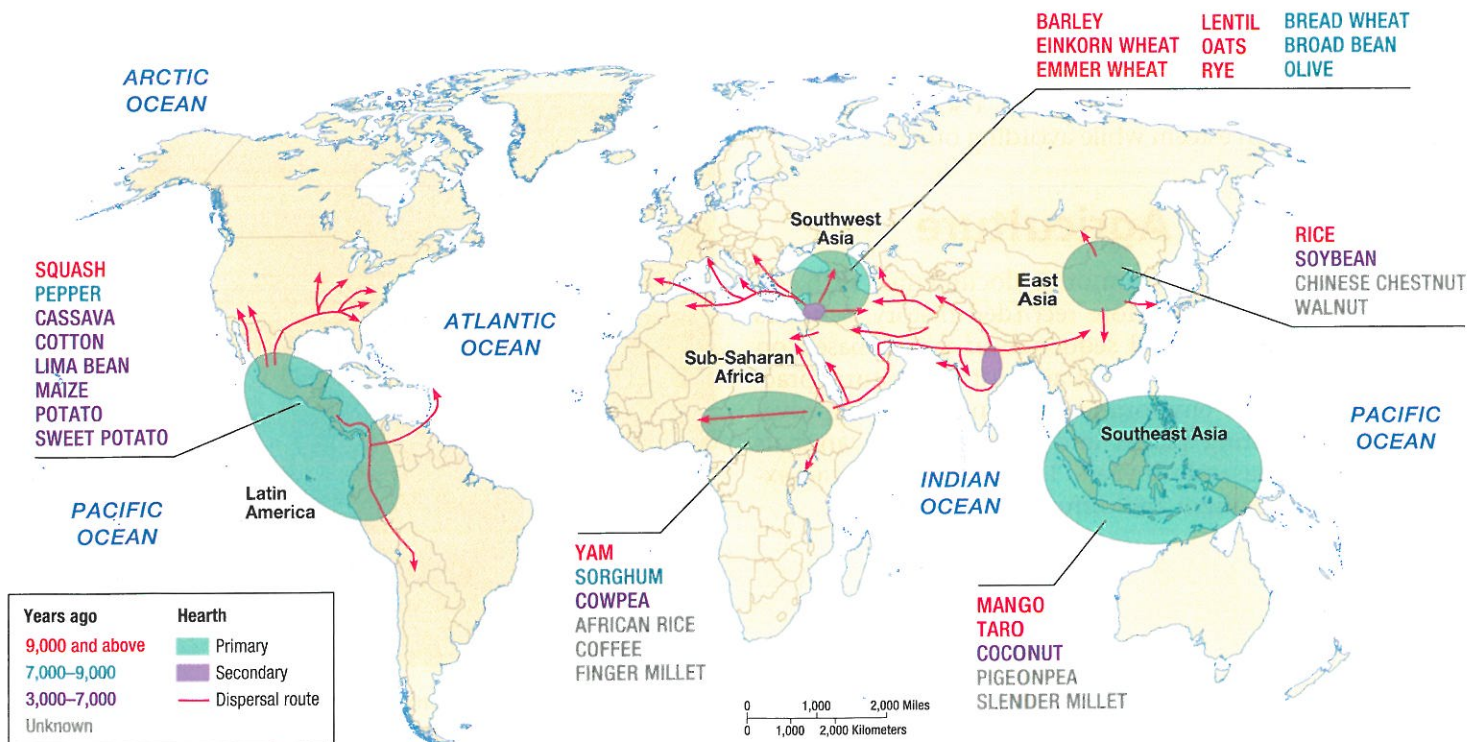 BARLEY
EINKORN WHEAT
EMMER WHEAT
LENTIL
OATS
RYE
BREAD WHEAT
BROAD BEAN
OLIVE
ARCTIC
OCEAN
Southwest
Asia
East
Asia
RICE
SOYBEAN
CHINESE CHESTNUT
WALNUT
SQUASH
PEPPER
CASSAVA
COTTON
LIMA BEAN
MAIZE
POTATO
SWEET POTATO
ATLANTIC
OCEAN
Sub-Saharan
Africa
PACIFIC
OCEAN
Southeast Asia
INDIAN
OCEAN
Latin
America
PACIFIC
OCEAN
YAM
SORGHUM
COWPEA
AFRICAN RICE
COFFEE
FINGER MILLET
MANGO
TARO
COCONUT
PIGEONPEA
SLENDER MILLET
Years ago
9,000 and above
7,000–9,000
3,000–7,000
Unknown
Hearth
Primary
Secondary
Dispersal route
0 1,000 2,000 Miles
0 1,000 2,000 Kilometers